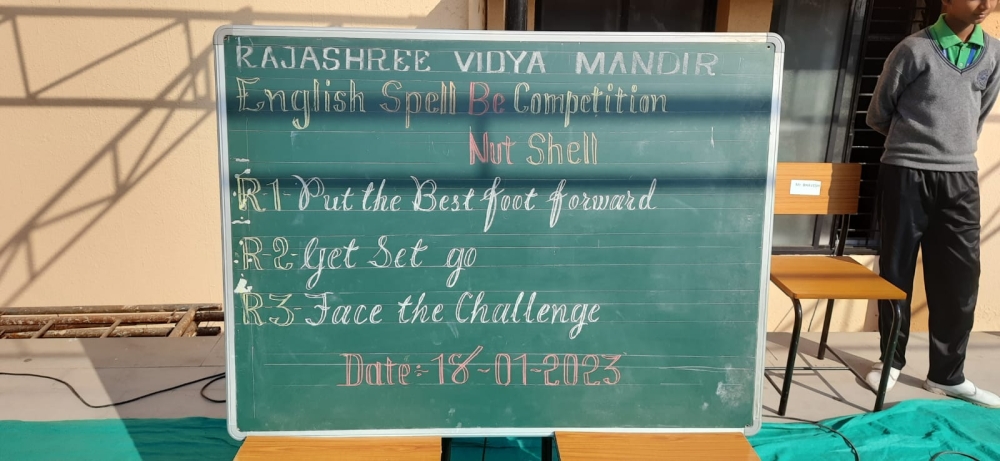 RAJASHREE VIDYA MANDIR
English Spell Be Competition
Nut Shell
R1-Put the Best foot forward
R-2-Get Set go
R3-Face the Challenge
Date:-18-01-2023